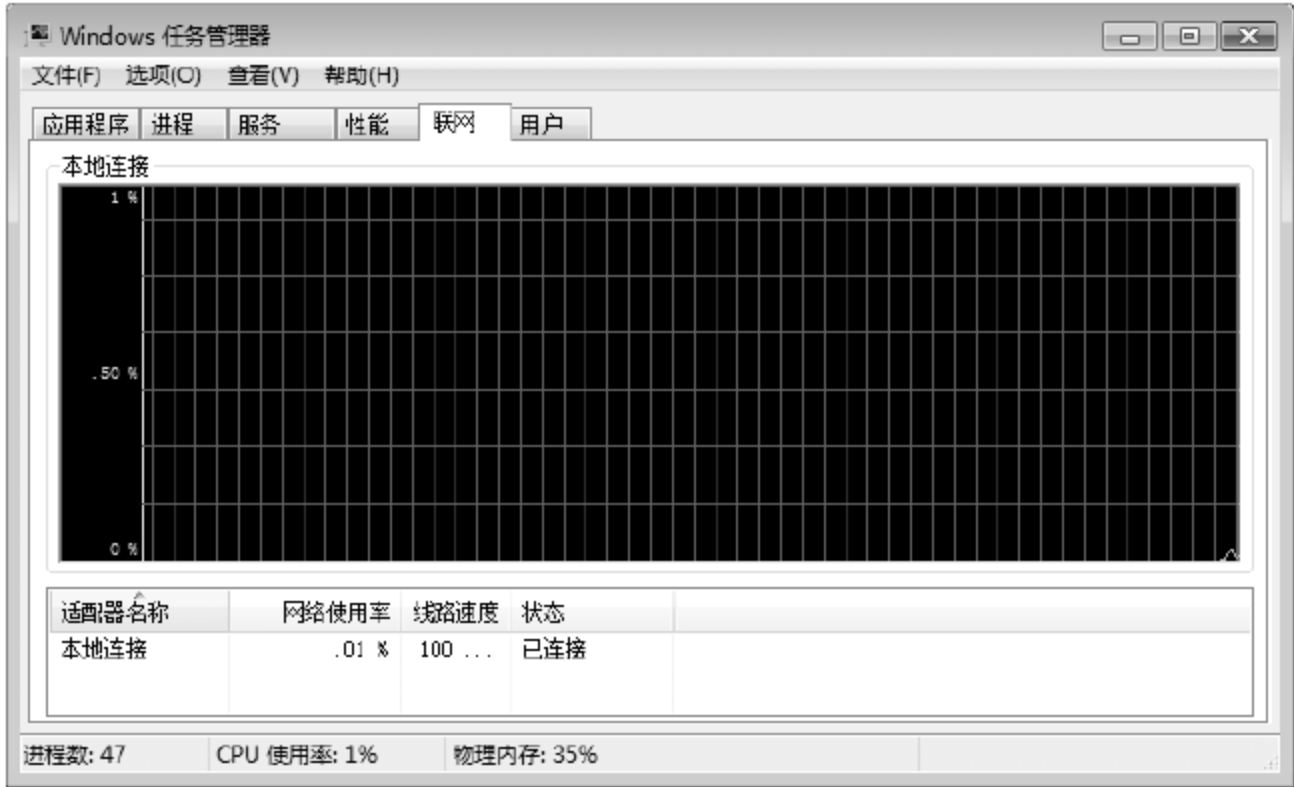 Windows 任务管理器
文件(F) 选项(O) 查看(V) 帮助(H)
应用程序 进程 服务 性能 联网 用户
本地连接
1 %
.50 %
0 %
适配器名称 网络使用率 线路速度 状态
本地连接 .01 % 100 ... 已连接
进程数: 47 CPU 使用率: 1% 物理内存: 35%